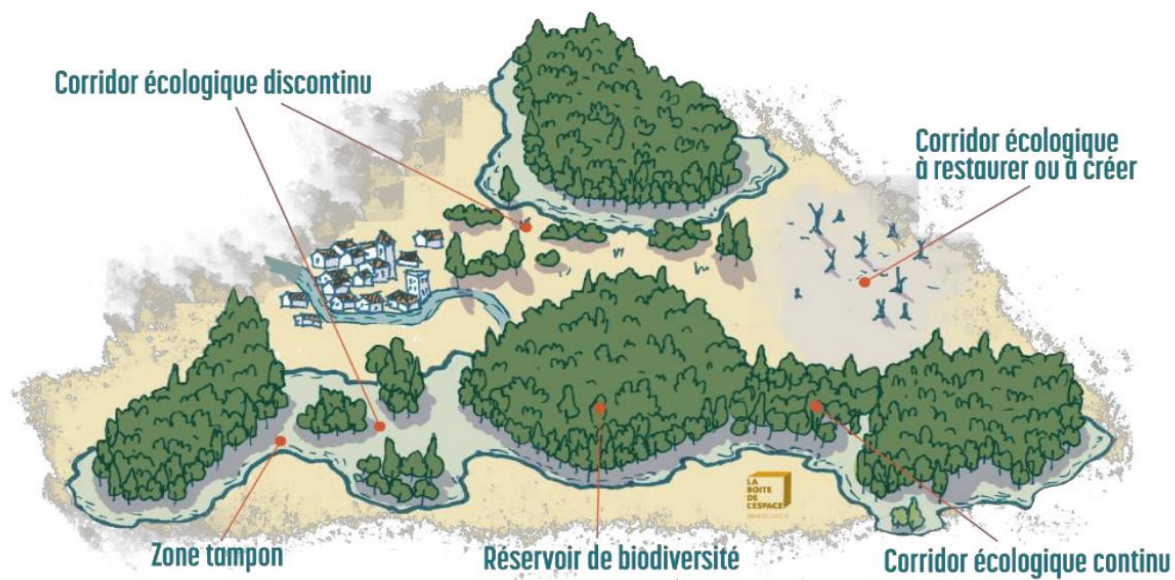 Corridor écologique discontinu
Corridor écologique
à restaurer ou à créer
LA
BOITE
DE
L'ESPACE
Zone tampon
Réservoir de biodiversité
Corridor écologique continu